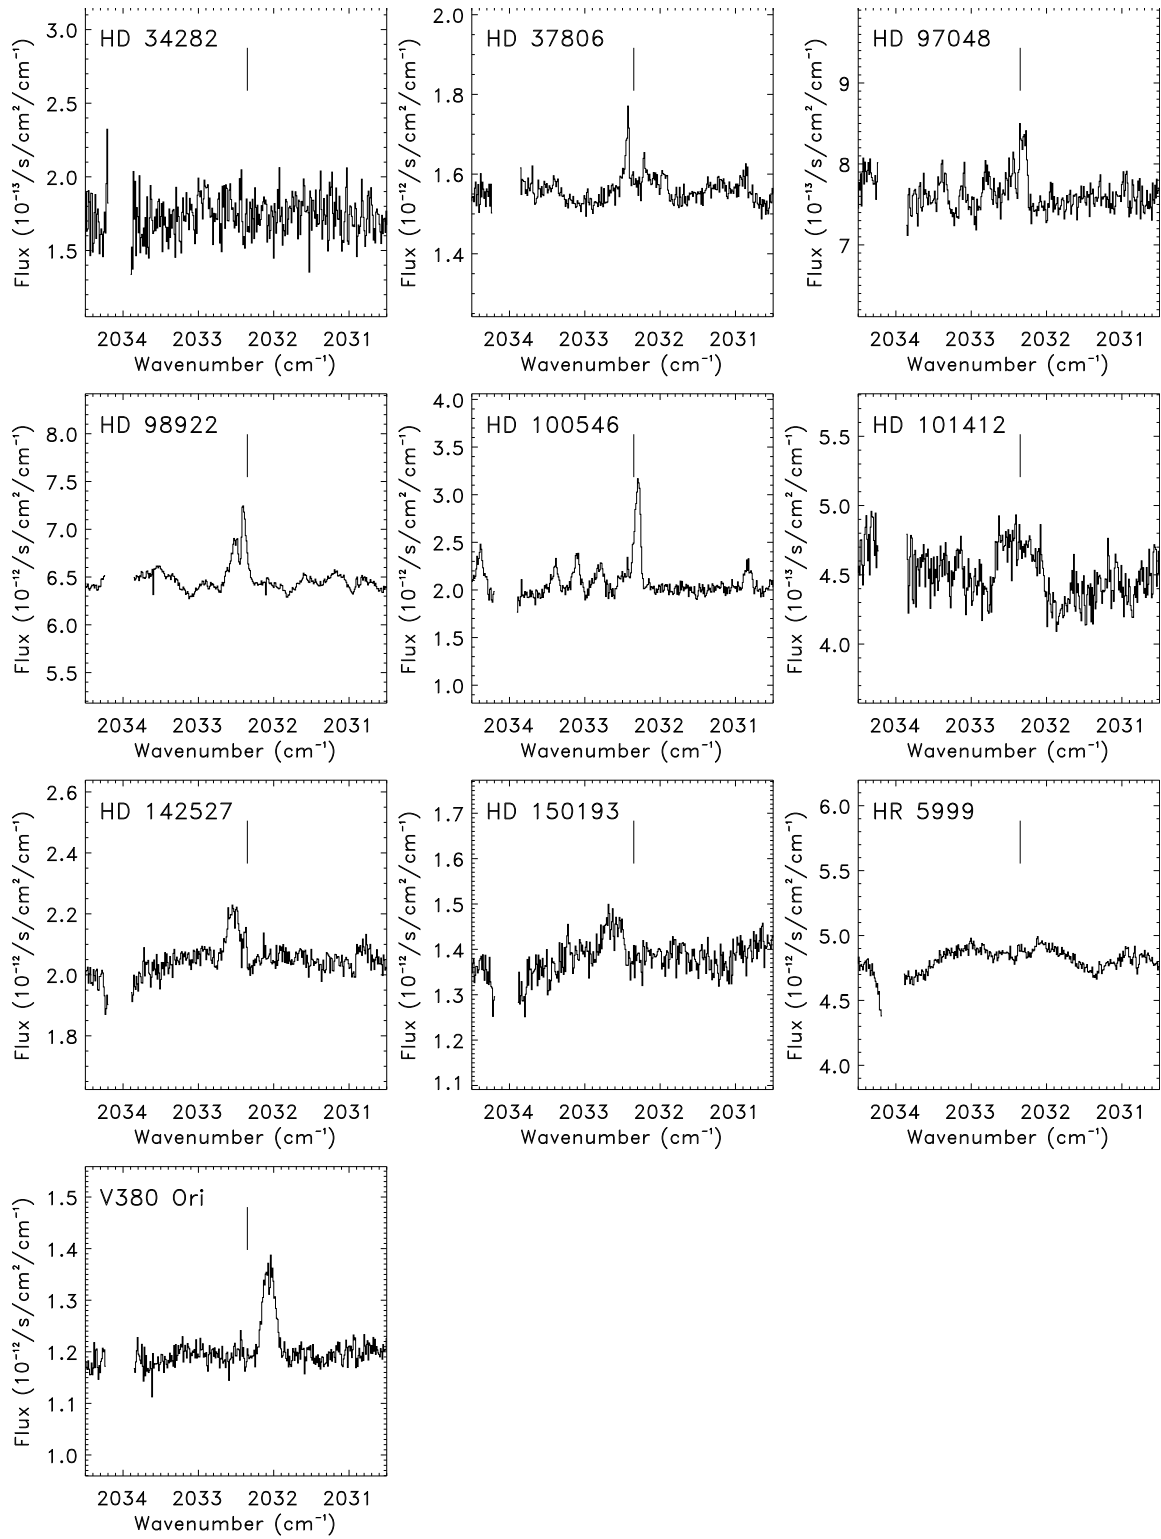 HD 34282
3.0
2.5
2.0
1.5
Flux (10⁻¹³/s/cm²/cm⁻¹)
2034 2033 2032 2031
Wavenumber (cm⁻¹)
HD 37806
2.0
1.8
1.6
1.4
Flux (10⁻¹²/s/cm²/cm⁻¹)
2034 2033 2032 2031
Wavenumber (cm⁻¹)
HD 97048
9
8
7
Flux (10⁻¹³/s/cm²/cm⁻¹)
2034 2033 2032 2031
Wavenumber (cm⁻¹)
HD 98922
8.0
7.5
7.0
6.5
6.0
5.5
Flux (10⁻¹²/s/cm²/cm⁻¹)
2034 2033 2032 2031
Wavenumber (cm⁻¹)
HD 100546
4.0
3.5
3.0
2.5
2.0
1.5
1.0
Flux (10⁻¹²/s/cm²/cm⁻¹)
2034 2033 2032 2031
Wavenumber (cm⁻¹)
HD 101412
5.5
5.0
4.5
4.0
Flux (10⁻¹³/s/cm²/cm⁻¹)
2034 2033 2032 2031
Wavenumber (cm⁻¹)
HD 142527
2.6
2.4
2.2
2.0
1.8
Flux (10⁻¹²/s/cm²/cm⁻¹)
2034 2033 2032 2031
Wavenumber (cm⁻¹)
HD 150193
1.7
1.6
1.5
1.4
1.3
1.2
1.1
Flux (10⁻¹²/s/cm²/cm⁻¹)
2034 2033 2032 2031
Wavenumber (cm⁻¹)
HR 5999
6.0
5.5
5.0
4.5
4.0
Flux (10⁻¹²/s/cm²/cm⁻¹)
2034 2033 2032 2031
Wavenumber (cm⁻¹)
V380 Ori
1.5
1.4
1.3
1.2
1.1
1.0
Flux (10⁻¹²/s/cm²/cm⁻¹)
2034 2033 2032 2031
Wavenumber (cm⁻¹)